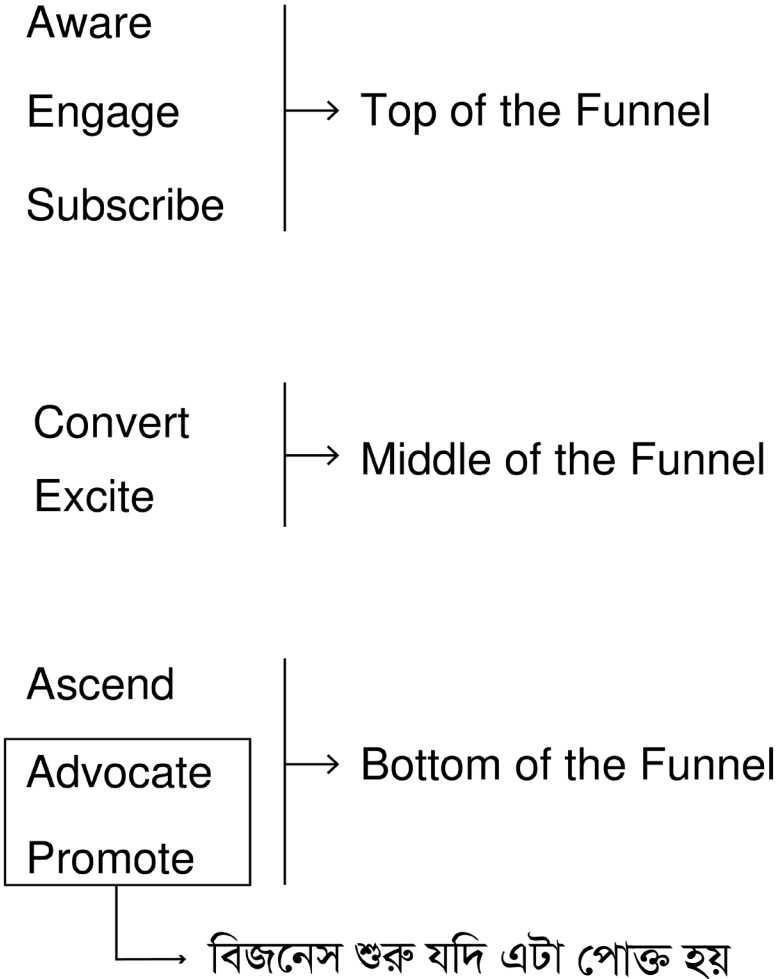 Aware
Engage
Subscribe
Top of the Funnel
Convert
Excite
Middle of the Funnel
Ascend
Advocate
Promote
Bottom of the Funnel
বিজনেস শুরু যদি এটা পোক্ত হয়